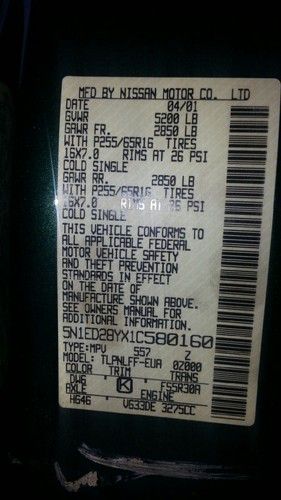 MFD BY NISSAN MOTOR CO. LTD
DATE 04/01
GVWR 5200 LB
GAWR FR. 2850 LB
WITH P255/65R16 TIRES
16X7.0 RIMS AT 26 PSI
COLD SINGLE
GAWR RR. 2850 LB
WITH P255/65R16 TIRES
16X7.0 RIMS AT 26 PSI
COLD SINGLE
THIS VEHICLE CONFORMS TO
ALL APPLICABLE FEDERAL
MOTOR VEHICLE SAFETY
AND THEFT PREVENTION
STANDARDS IN EFFECT
ON THE DATE OF
MANUFACTURE SHOWN ABOVE.
SEE OWNERS MANUAL FOR
ADDITIONAL INFORMATION.
5N1ED28YX1C580160
TYPE:MPV 557 Z
MODEL: TLPNLFF-EUA 02000
COLOR TRIM TRANS
DW8 K FS5R30A
AXLE ENGINE
HG46 VG33DE 3275CC